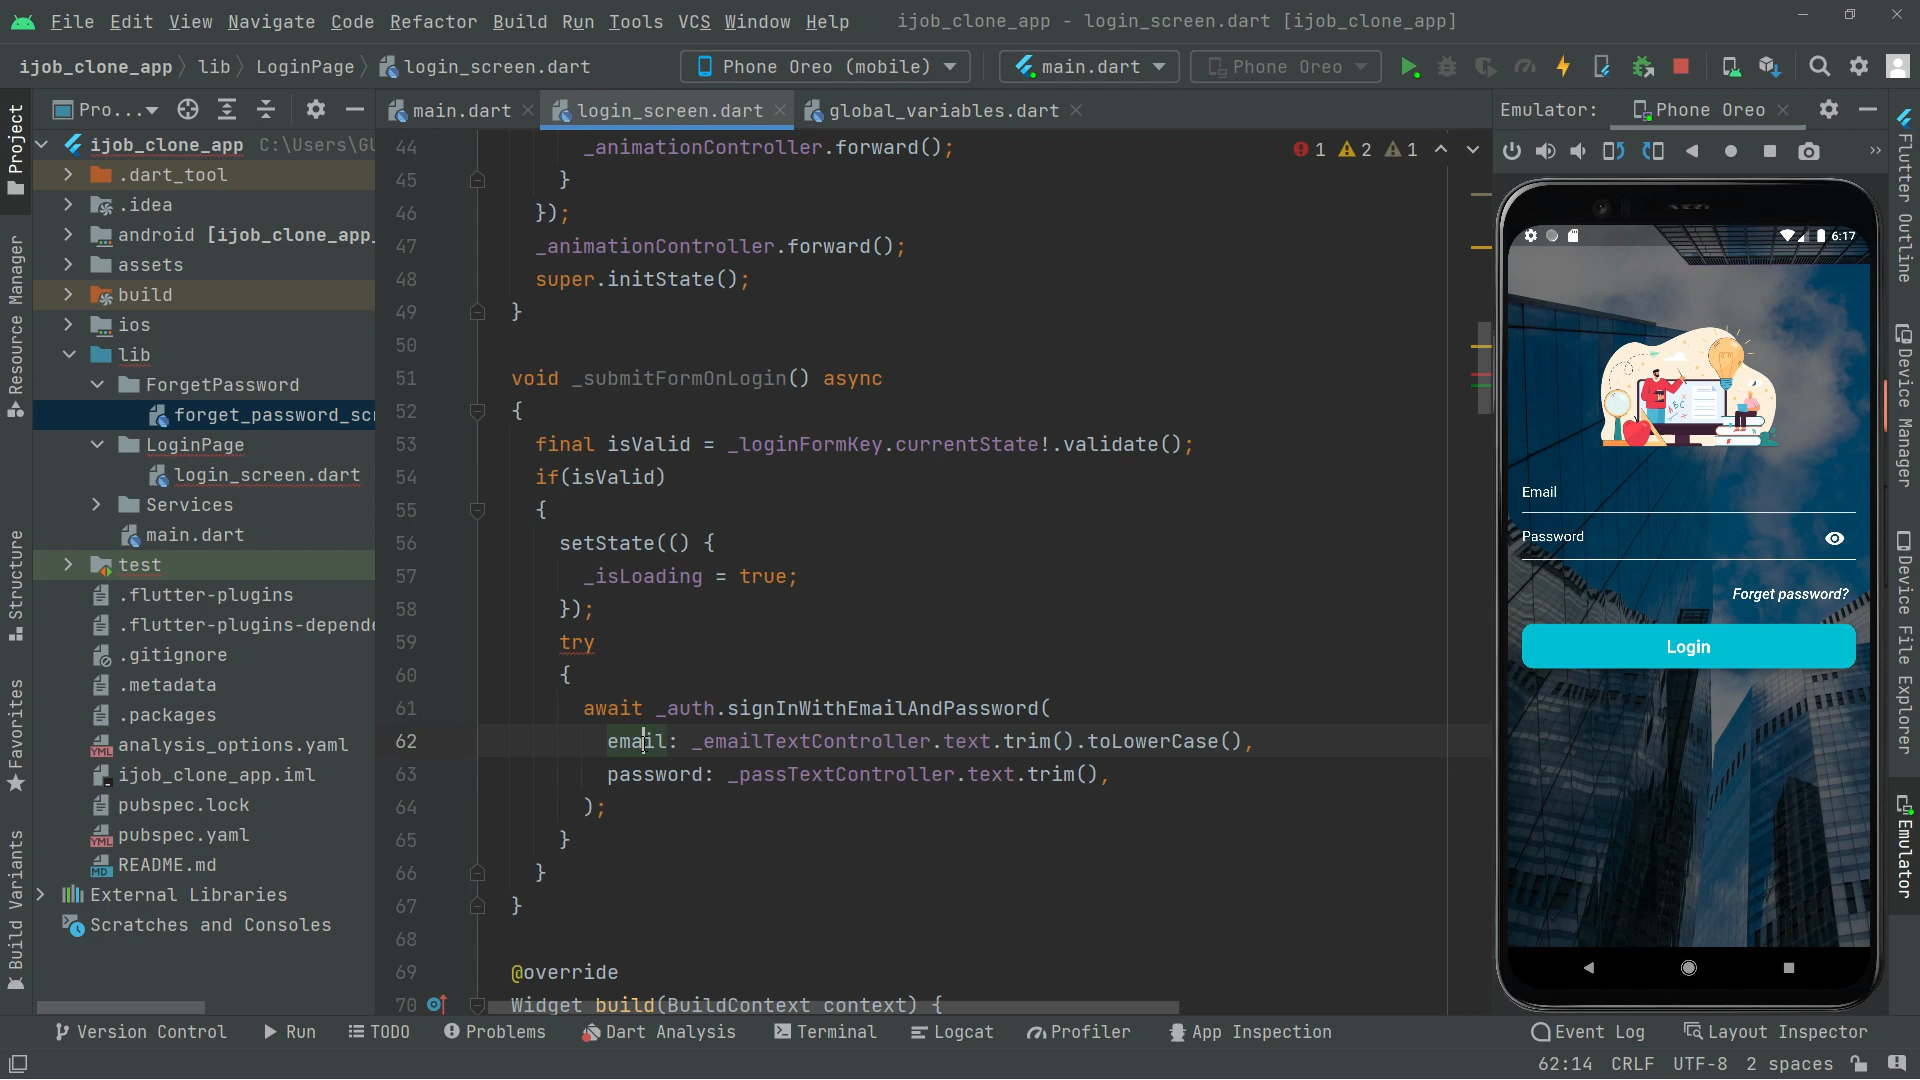 File Edit View Navigate Code Refactor Build Run Tools VCS Window Help ijob_clone_app - login_screen.dart [ijob_clone_app]
ijob_clone_app lib LoginPage login_screen.dart Phone Oreo (mobile) main.dart Phone Oreo
Project
Resource Manager
Structure
Favorites
Build Variants
Pro...
ijob_clone_app C:\Users\GU
.dart_tool
.idea
android [ijob_clone_app_
assets
build
ios
lib
ForgetPassword
forget_password_scr
LoginPage
login_screen.dart
Services
main.dart
test
.flutter-plugins
.flutter-plugins-depende
.gitignore
.metadata
.packages
analysis_options.yaml
ijob_clone_app.iml
pubspec.lock
pubspec.yaml
README.md
External Libraries
Scratches and Consoles
main.dart login_screen.dart global_variables.dart
1 2 1
44 _animationController.forward();
45 }
46 });
47 _animationController.forward();
48 super.initState();
49 }
50
51 void _submitFormOnLogin() async
52 {
53 final isValid = _loginFormKey.currentState!.validate();
54 if(isValid)
55 {
56 setState(() {
57 _isLoading = true;
58 });
59 try
60 {
61 await _auth.signInWithEmailAndPassword(
62 email: _emailTextController.text.trim().toLowerCase(),
63 password: _passTextController.text.trim(),
64 );
65 }
66 }
67 }
68
69 @override
70 Widget build(BuildContext context) {
Emulator: Phone Oreo
6:17
Email
Password
Forget password?
Login
Flutter Outline
Device Manager
Device File Explorer
Emulator
Version Control Run TODO Problems Dart Analysis Terminal Logcat Profiler App Inspection Event Log Layout Inspector
62:14 CRLF UTF-8 2 spaces